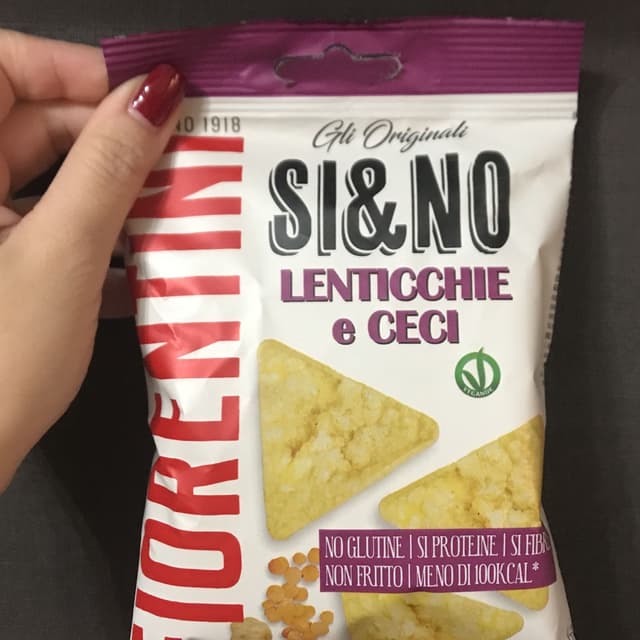 NO 1918
FIORENTINI
Gli Originali
SI&NO
LENTICCHIE
e CECI
VEGANOK
NO GLUTINE | SI PROTEINE | SI FIBRE
NON FRITTO | MENO DI 100KCAL*